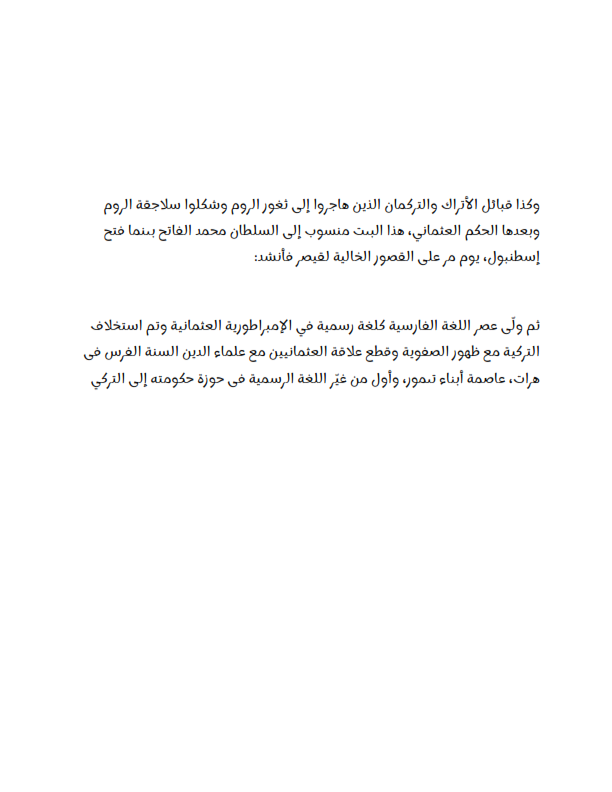 وكذا قبائل الأتراك والتركمان الذين هاجروا إلى ثغور الروم وشكلوا سلاجقة الروم
وبعدها الحكم العثماني، هذا البيت منسوب إلى السلطان محمد الفاتح بينما فتح
إسطنبول، يوم مر على القصور الخالية لقيصر فأنشد:
ثم ولّى عصر اللغة الفارسية كلغة رسمية في الإمبراطورية العثمانية وتم استخلاف
التركية مع ظهور الصفوية وقطع علاقة العثمانيين مع علماء الدين السنة الفرس فى
هرات، عاصمة أبناء تيمور، وأول من غيّر اللغة الرسمية فى حوزة حكومته إلى التركي